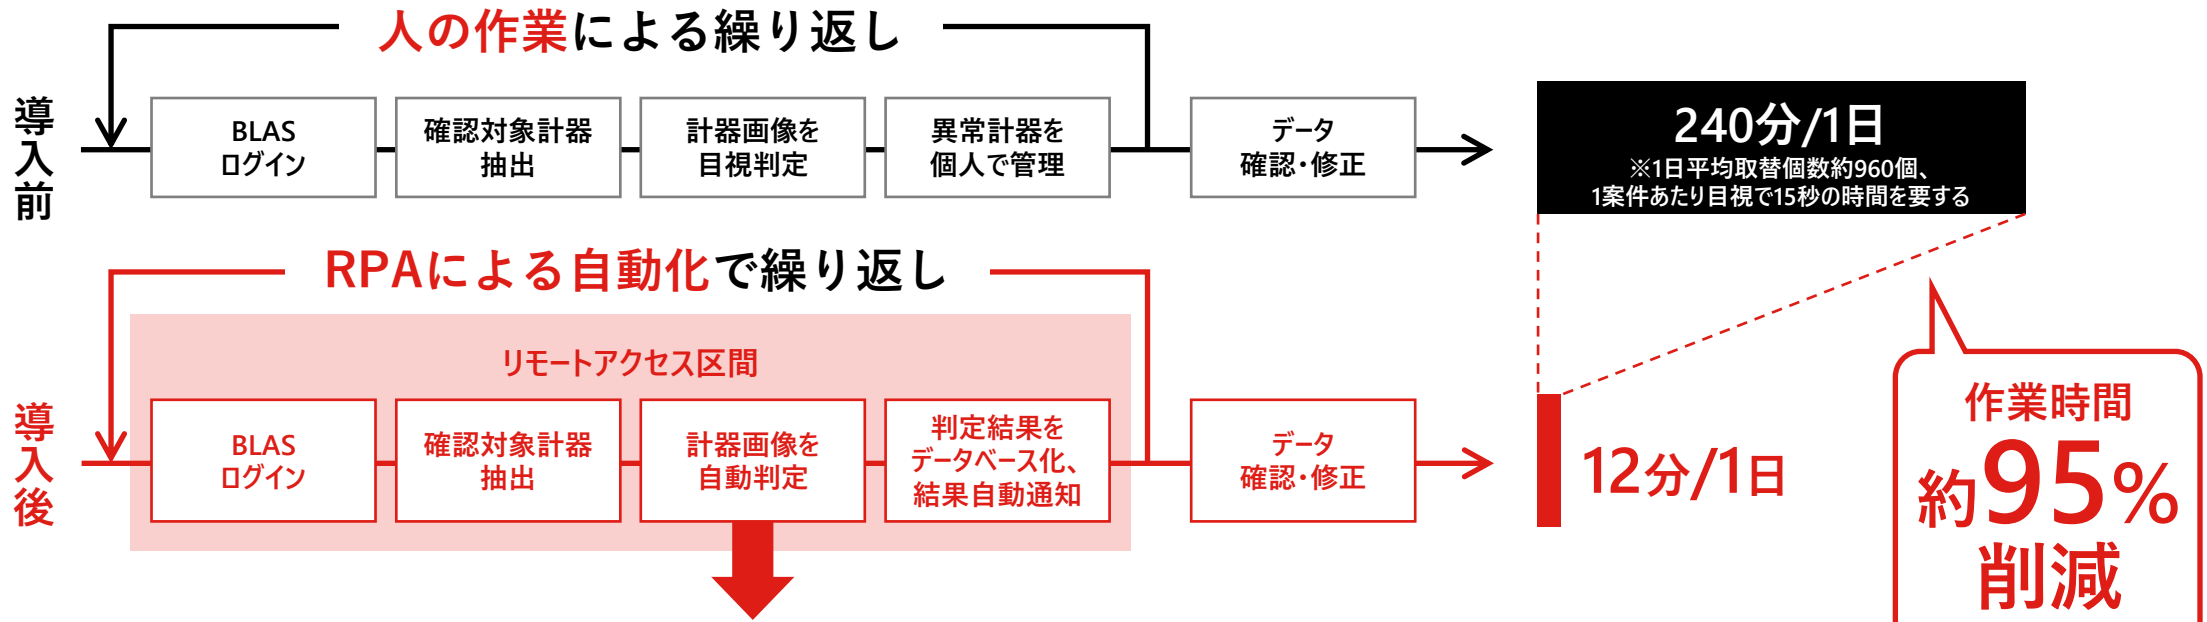 人の作業による繰り返し
導入前
BLAS
ログイン
確認対象計器
抽出
計器画像を
目視判定
異常計器を
個人で管理
データ
確認・修正
240分/1日
※1日平均取替個数約960個、
1案件あたり目視で15秒の時間を要する
RPAによる自動化で繰り返し
リモートアクセス区間
導入後
BLAS
ログイン
確認対象計器
抽出
計器画像を
自動判定
判定結果を
データベース化、
結果自動通知
データ
確認・修正
12分/1日
作業時間
約95%
削減